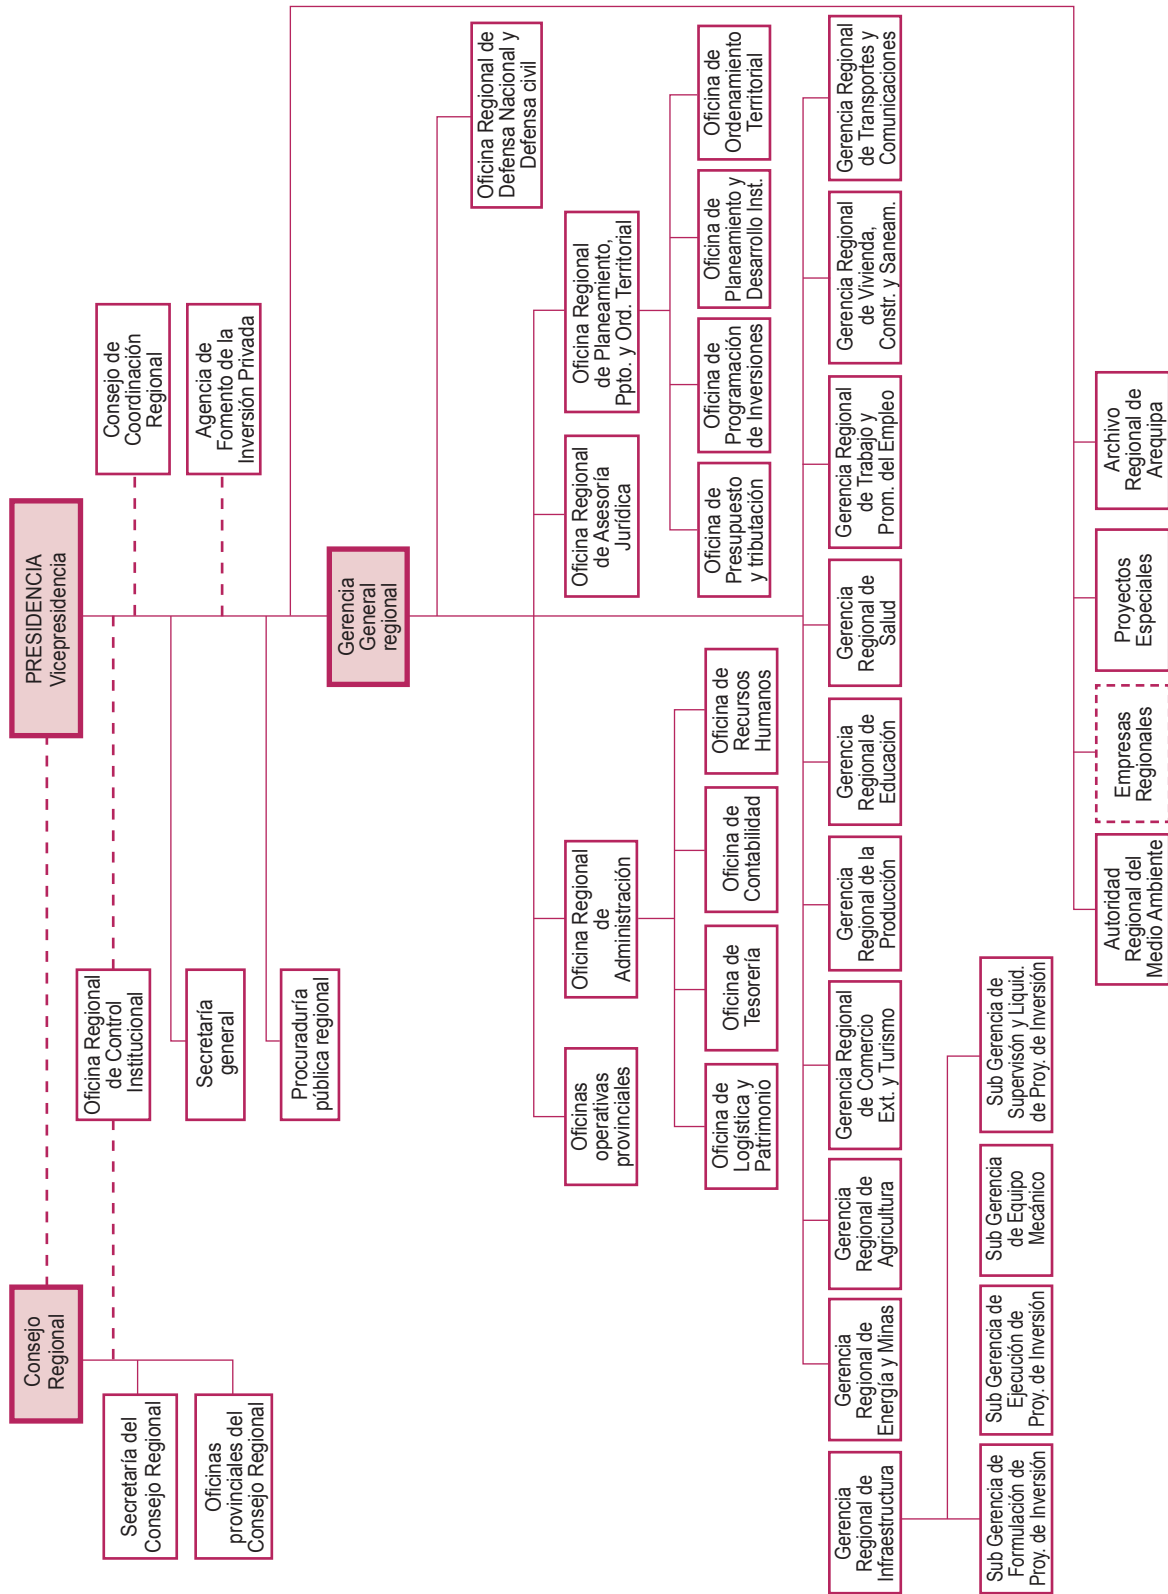 Consejo
Regional
PRESIDENCIA
Vicepresidencia
Secretaría del
Consejo Regional
Oficinas
provinciales del
Consejo Regional
Oficina Regional
de Control
Institucional
Secretaría
general
Procuraduría
pública regional
Consejo de
Coordinación
Regional
Agencia de
Fomento de la
Inversión Privada
Gerencia
General
regional
Oficina Regional de
Defensa Nacional y
Defensa civil
Oficinas
operativas
provinciales
Oficina Regional
de
Administración
Oficina Regional
de Asesoría
Jurídica
Oficina Regional
de Planeamiento,
Ppto. y Ord. Territorial
Oficina de
Logística y
Patrimonio
Oficina de
Tesorería
Oficina de
Contabilidad
Oficina de
Recursos
Humanos
Oficina de
Presupuesto
y tributación
Oficina de
Programación
de Inversiones
Oficina de
Planeamiento y
Desarrollo Inst.
Oficina de
Ordenamiento
Territorial
Gerencia
Regional de
Infraestructura
Gerencia
Regional de
Energía y Minas
Gerencia
Regional de
Agricultura
Gerencia Regional
de Comercio
Ext. y Turismo
Gerencia
Regional de la
Producción
Gerencia
Regional de
Educación
Gerencia
Regional de
Salud
Gerencia Regional
de Trabajo y
Prom. del Empleo
Gerencia Regional
de Vivienda,
Constr. y Saneam.
Gerencia Regional
de Transportes y
Comunicaciones
Sub Gerencia de
Formulación de
Proy. de Inversión
Sub Gerencia de
Ejecución de
Proy. de Inversión
Sub Gerencia
de Equipo
Mecánico
Sub Gerencia de
Supervisón y Liquid.
de Proy. de Inversión
Autoridad
Regional del
Medio Ambiente
Empresas
Regionales
Proyectos
Especiales
Archivo
Regional de
Arequipa